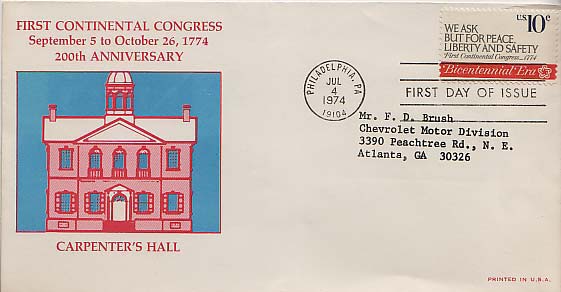 FIRST CONTINENTAL CONGRESS
September 5 to October 26, 1774
200th ANNIVERSARY
CARPENTER'S HALL
PHILADELPHIA, PA
JUL
4
1974
19104
U.S. 10c
WE ASK
BUT FOR PEACE,
LIBERTY AND SAFETY
First Continental Congress, 1774
Bicentennial Era
FIRST DAY OF ISSUE
Mr. F. D. Brush
Chevrolet Motor Division
3390 Peachtree Rd., N. E.
Atlanta, GA 30326
PRINTED IN U.S.A.